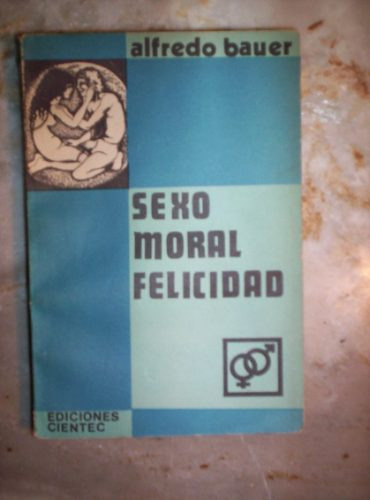 alfredo bauer
SEXO
MORAL
FELICIDAD
EDICIONES
CIENTEC